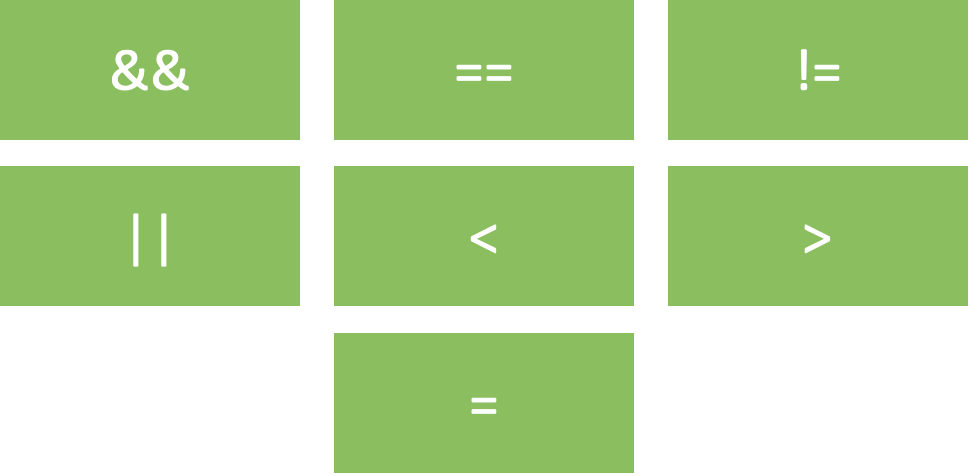 && == !=
|| < >
=